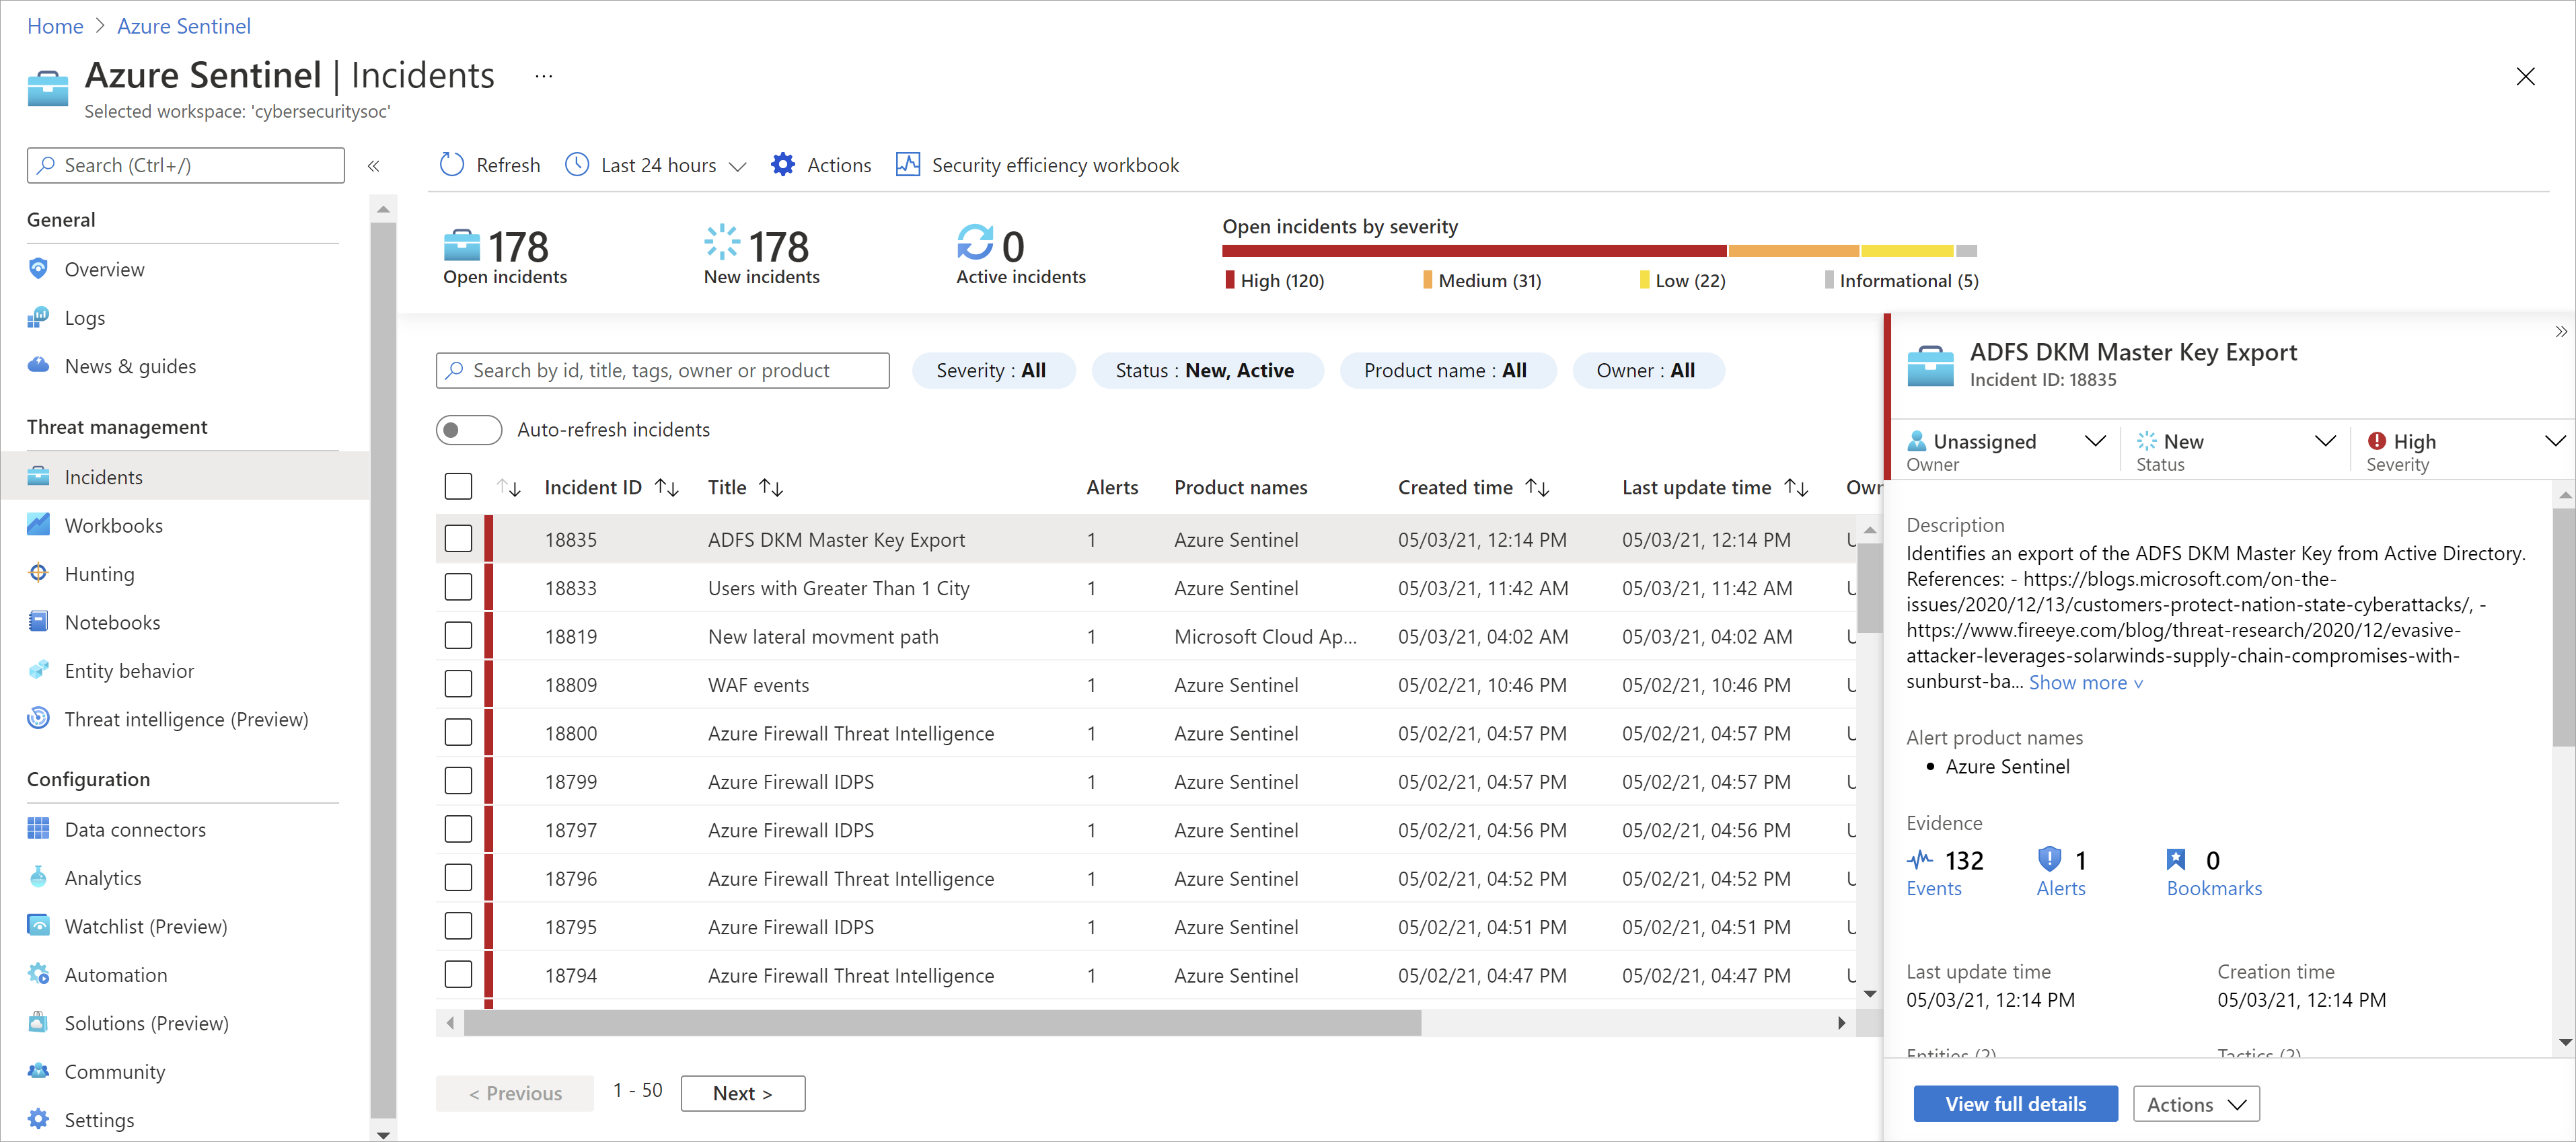 Home > Azure Sentinel
Azure Sentinel | Incidents ...
Selected workspace: 'cybersecuritysoc'
Search (Ctrl+/)
«
General
Overview
Logs
News & guides
Threat management
Incidents
Workbooks
Hunting
Notebooks
Entity behavior
Threat intelligence (Preview)
Configuration
Data connectors
Analytics
Watchlist (Preview)
Automation
Solutions (Preview)
Community
Settings
Refresh Last 24 hours Actions Security efficiency workbook
178 178 0
Open incidents New incidents Active incidents
Open incidents by severity
High (120) Medium (31) Low (22) Informational (5)
Search by id, title, tags, owner or product Severity : All Status : New, Active Product name : All Owner : All
Auto-refresh incidents
Incident ID Title Alerts Product names Created time Last update time
18835 ADFS DKM Master Key Export 1 Azure Sentinel 05/03/21, 12:14 PM 05/03/21, 12:14 PM
18833 Users with Greater Than 1 City 1 Azure Sentinel 05/03/21, 11:42 AM 05/03/21, 11:42 AM
18819 New lateral movment path 1 Microsoft Cloud Ap... 05/03/21, 04:02 AM 05/03/21, 04:02 AM
18809 WAF events 1 Azure Sentinel 05/02/21, 10:46 PM 05/02/21, 10:46 PM
18800 Azure Firewall Threat Intelligence 1 Azure Sentinel 05/02/21, 04:57 PM 05/02/21, 04:57 PM
18799 Azure Firewall IDPS 1 Azure Sentinel 05/02/21, 04:57 PM 05/02/21, 04:57 PM
18797 Azure Firewall IDPS 1 Azure Sentinel 05/02/21, 04:56 PM 05/02/21, 04:56 PM
18796 Azure Firewall Threat Intelligence 1 Azure Sentinel 05/02/21, 04:52 PM 05/02/21, 04:52 PM
18795 Azure Firewall IDPS 1 Azure Sentinel 05/02/21, 04:51 PM 05/02/21, 04:51 PM
18794 Azure Firewall Threat Intelligence 1 Azure Sentinel 05/02/21, 04:47 PM 05/02/21, 04:47 PM
< Previous 1 - 50 Next >
»
ADFS DKM Master Key Export
Incident ID: 18835
Unassigned New High
Owner Status Severity
Description
Identifies an export of the ADFS DKM Master Key from Active Directory.
References: - https://blogs.microsoft.com/on-the-
issues/2020/12/13/customers-protect-nation-state-cyberattacks/, -
https://www.fireeye.com/blog/threat-research/2020/12/evasive-
attacker-leverages-solarwinds-supply-chain-compromises-with-
sunburst-ba... Show more
Alert product names
• Azure Sentinel
Evidence
132 1 0
Events Alerts Bookmarks
Last update time Creation time
05/03/21, 12:14 PM 05/03/21, 12:14 PM
Entities (2) Tactics (2)
View full details Actions